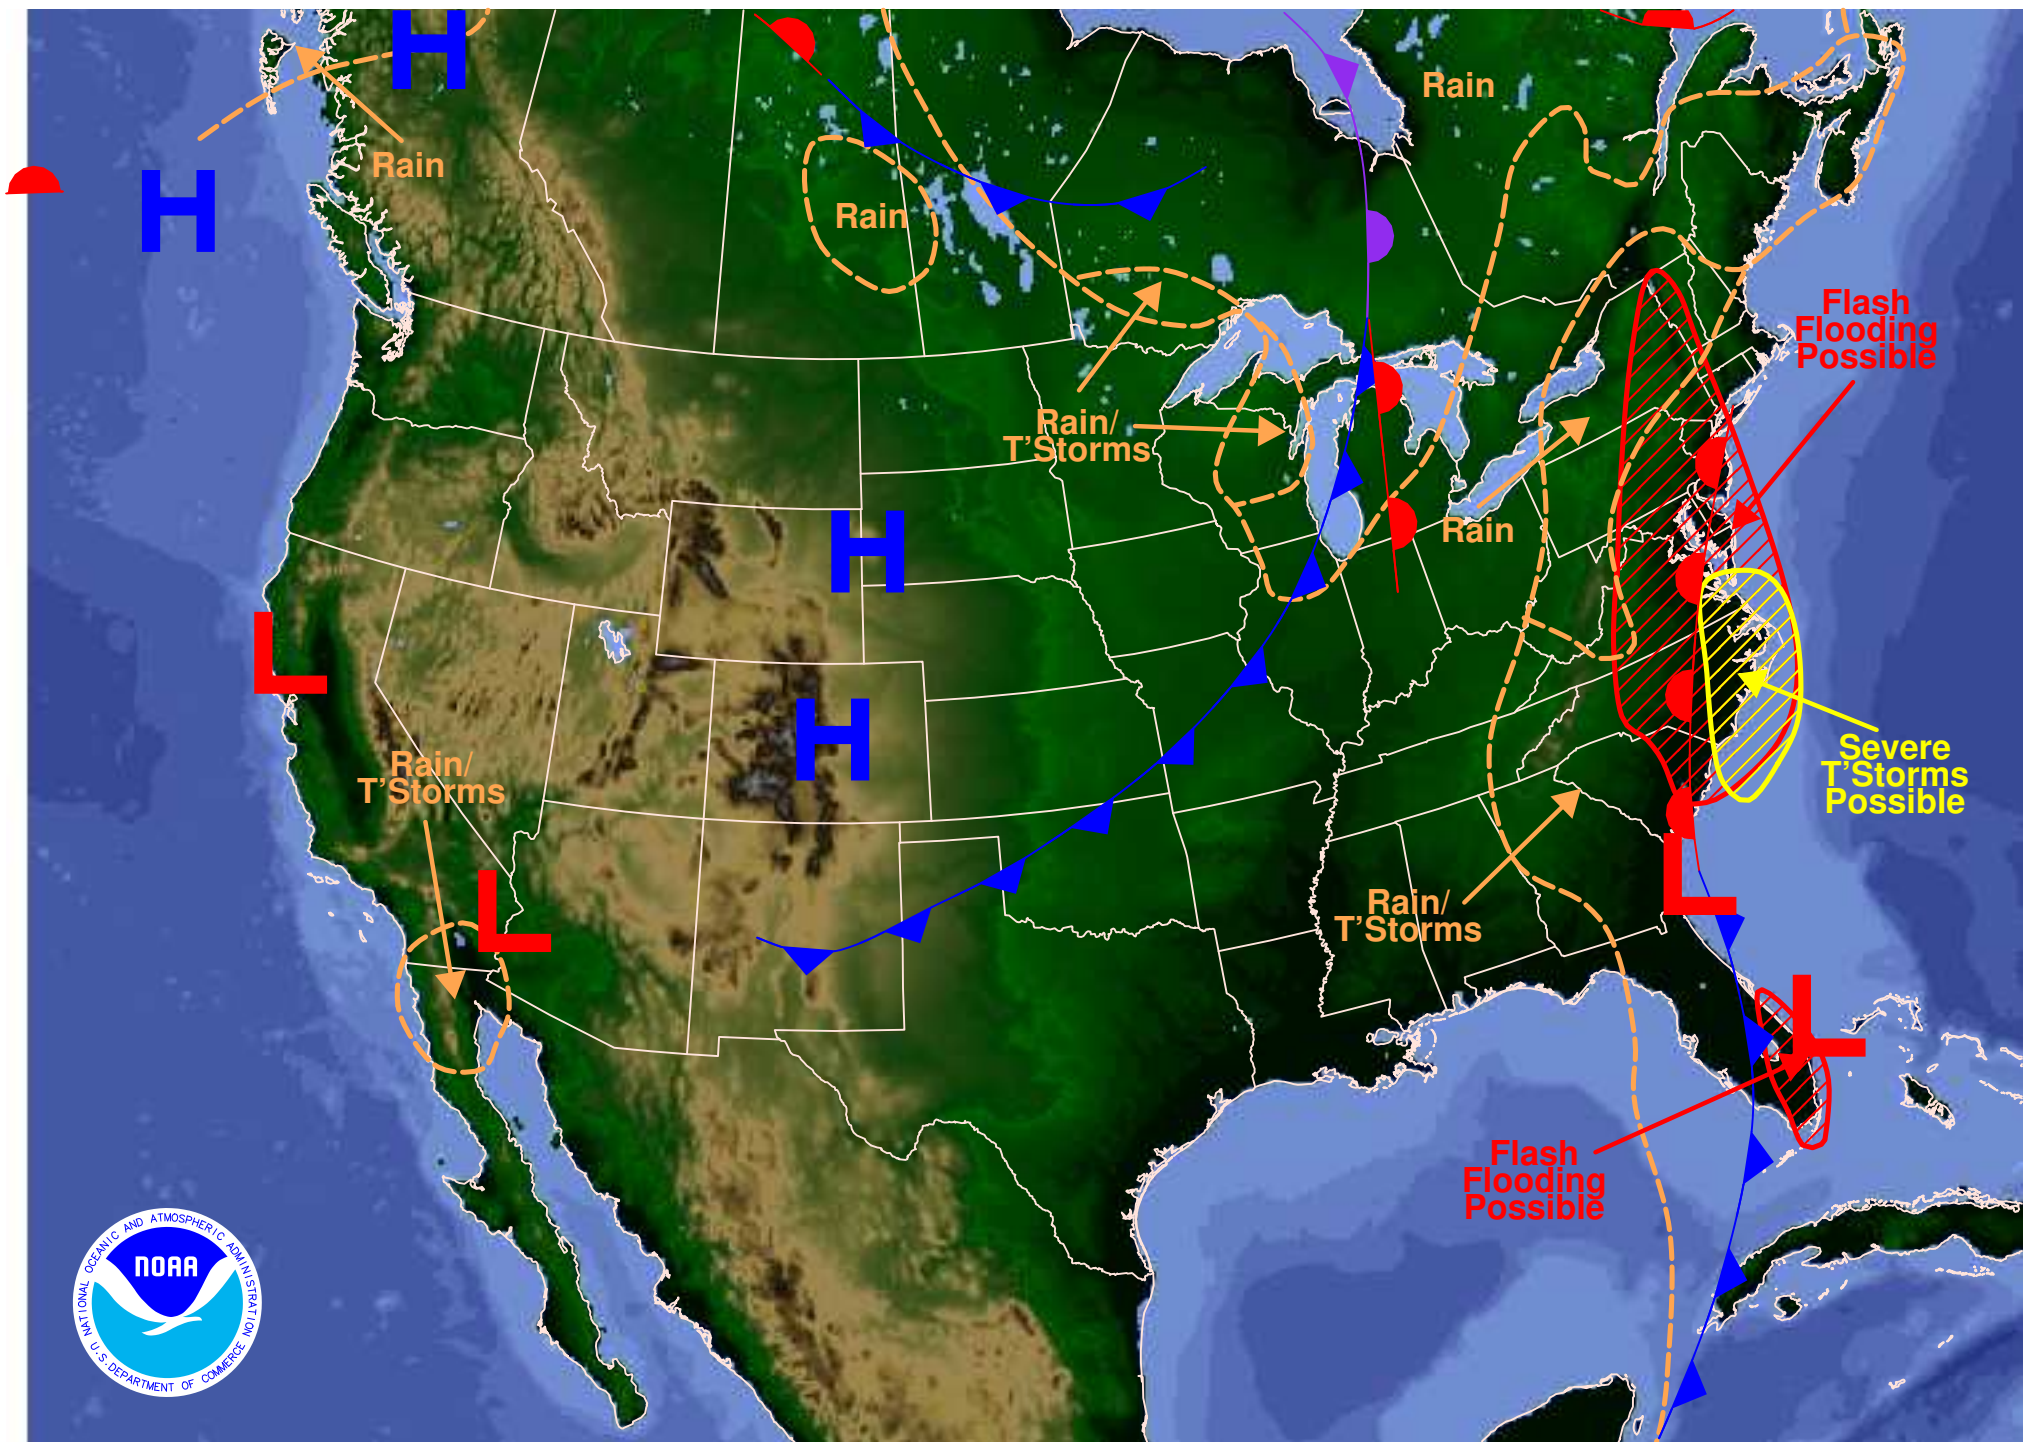 H
Rain
H
Rain
Rain
Flash
Flooding
Possible
Rain/
T'Storms
Rain
H
L
H
Rain/
T'Storms
Severe
T'Storms
Possible
L
L
Rain/
T'Storms
L
Flash
Flooding
Possible
NATIONAL OCEANIC AND ATMOSPHERIC ADMINISTRATION
NOAA
U.S. DEPARTMENT OF COMMERCE